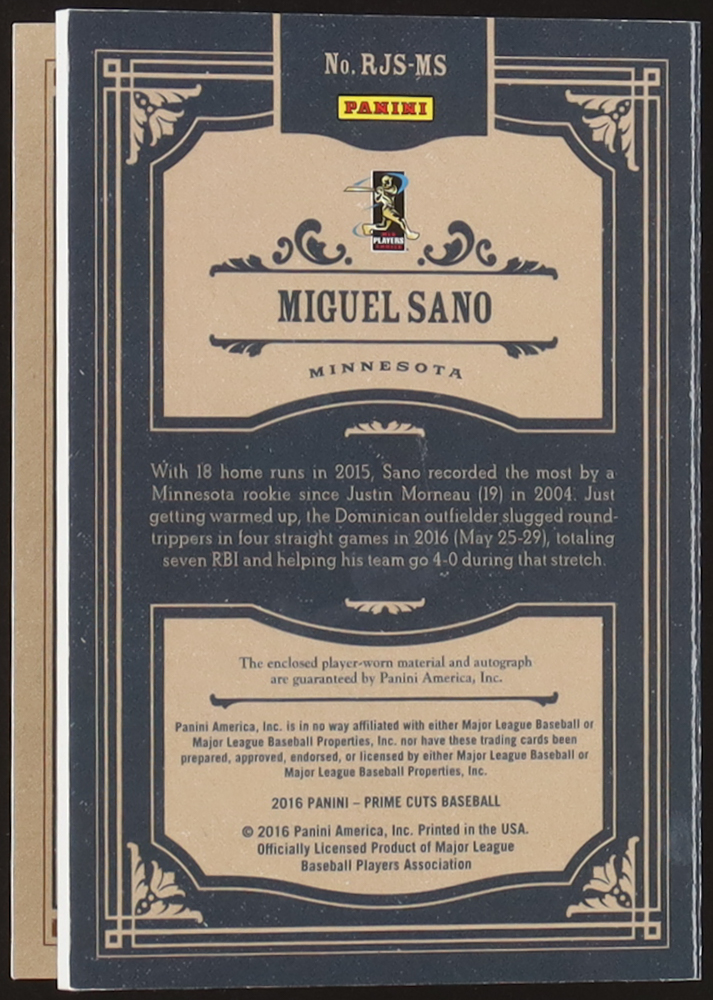 No. RJS-MS
PANINI
MLB
PLAYERS
CHOICE
MIGUEL SANO
MINNESOTA
With 18 home runs in 2015, Sano recorded the most by a
Minnesota rookie since Justin Morneau (19) in 2004. Just
getting warmed up, the Dominican outfielder slugged round-
trippers in four straight games in 2016 (May 25-29), totaling
seven RBI and helping his team go 4-0 during that stretch.
The enclosed player-worn material and autograph
are guaranteed by Panini America, Inc.
Panini America, Inc. is in no way affiliated with either Major League Baseball or
Major League Baseball Properties, Inc. nor have these trading cards been
prepared, approved, endorsed, or licensed by either Major League Baseball or
Major League Baseball Properties, Inc.
2016 PANINI – PRIME CUTS BASEBALL
© 2016 Panini America, Inc. Printed in the USA.
Officially Licensed Product of Major League
Baseball Players Association